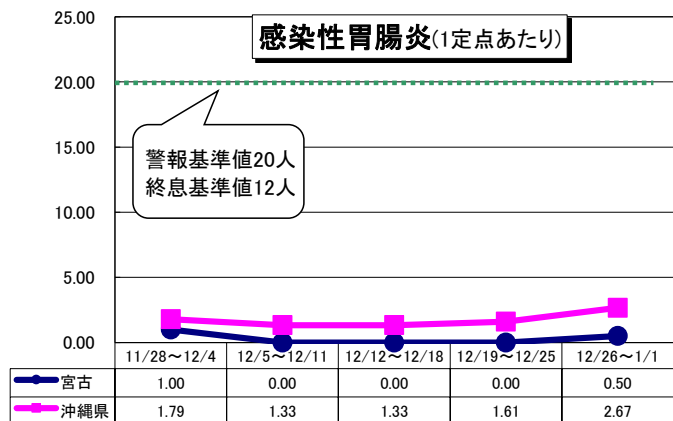 感染性胃腸炎(1定点あたり)
25.00
20.00
15.00
10.00
5.00
0.00
警報基準値20人
終息基準値12人
11/28～12/4 12/5～12/11 12/12～12/18 12/19～12/25 12/26～1/1
宮古 1.00 0.00 0.00 0.00 0.50
沖縄県 1.79 1.33 1.33 1.61 2.67